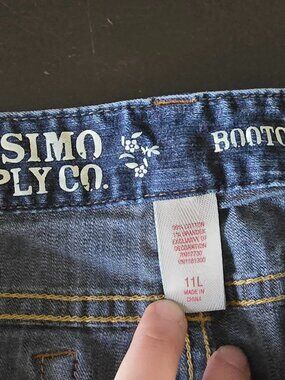 SIMO
PLY CO.
BOOTC
99% COTTON
1% SPANDEX
EXCLUSIVE OF
DECORATION
11L
MADE IN
CHINA